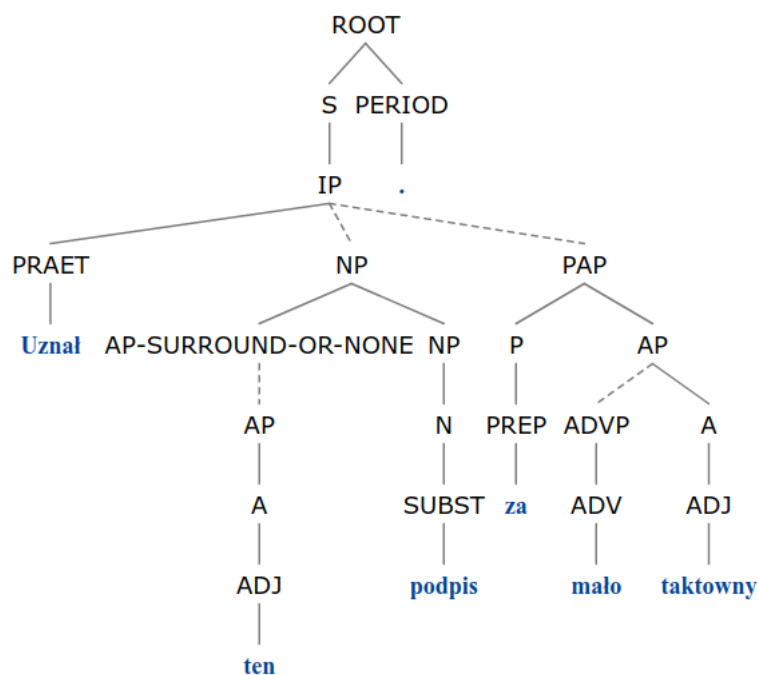 ROOT
S PERIOD
IP .
PRAET NP PAP
Uznał AP-SURROUND-OR-NONE NP P AP
AP N PREP ADVP A
A SUBST za ADV ADJ
ADJ podpis mało taktowny
ten